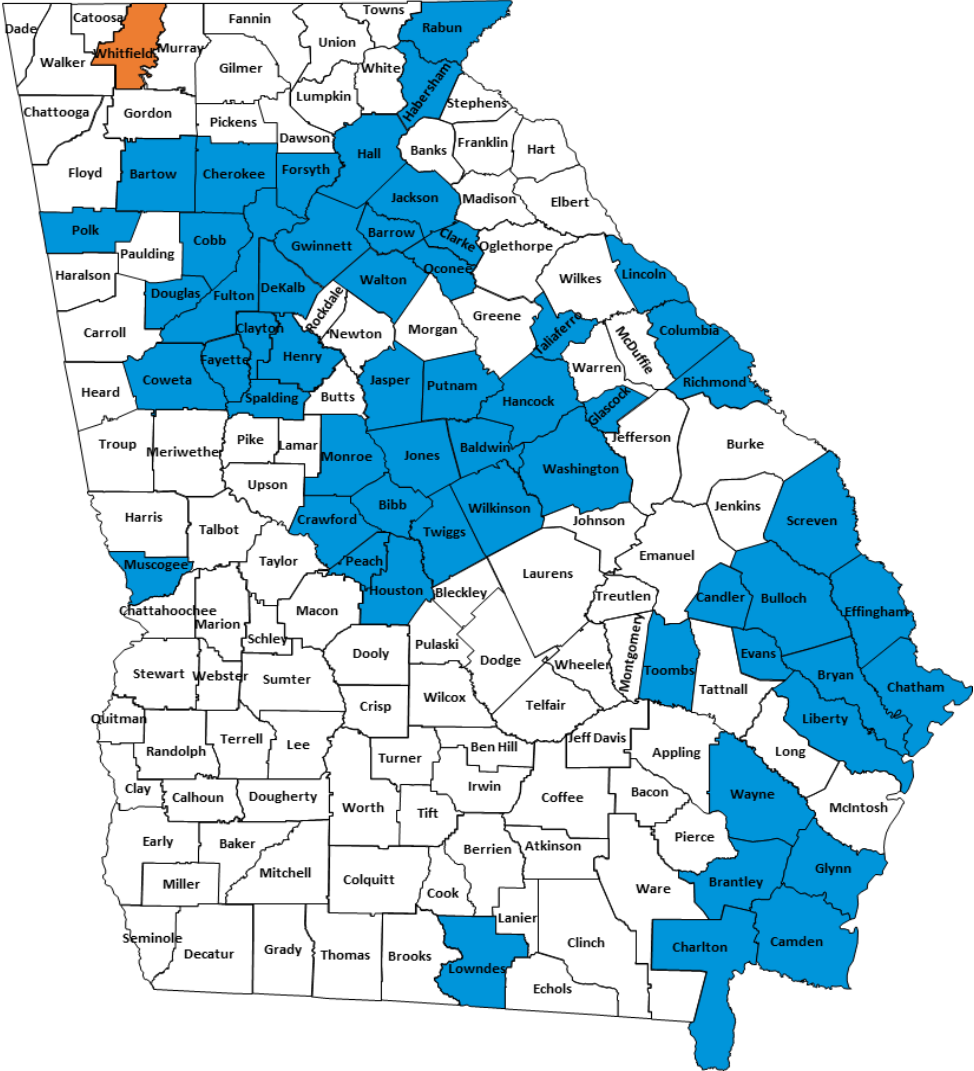 Towns
Fannin
Catoosa
Dade
Rabun
Union
Murray
Whitfield
Walker
Gilmer
White
Habersham
Lumpkin
Stephens
Chattooga
Gordon
Pickens
Dawson
Franklin
Banks
Hart
Hall
Forsyth
Floyd
Bartow
Cherokee
Jackson
Madison
Elbert
Polk
Barrow
Clarke
Cobb
Gwinnett
Oglethorpe
Paulding
Oconee
Haralson
Lincoln
Wilkes
Walton
DeKalb
Douglas
Fulton
Rockdale
Greene
Clayton
Morgan
Taliaferro
Columbia
Carroll
Newton
McDuffie
Henry
Fayette
Warren
Coweta
Jasper
Putnam
Richmond
Heard
Spalding
Butts
Hancock
Glascock
Jefferson
Pike
Lamar
Troup
Burke
Baldwin
Meriwether
Monroe
Jones
Washington
Upson
Bibb
Wilkinson
Jenkins
Harris
Crawford
Johnson
Screven
Talbot
Twiggs
Emanuel
Taylor
Peach
Muscogee
Laurens
Houston
Bleckley
Treutlen
Candler
Bulloch
Chattahoochee
Macon
Effingham
Marion
Schley
Pulaski
Montgomery
Dooly
Evans
Dodge
Wheeler
Toombs
Stewart
Webster
Sumter
Bryan
Chatham
Tattnall
Wilcox
Crisp
Telfair
Quitman
Liberty
Terrell
Lee
Jeff Davis
Randolph
Ben Hill
Appling
Long
Turner
Clay
Irwin
Calhoun
Dougherty
Coffee
Bacon
Wayne
Worth
McIntosh
Tift
Pierce
Early
Baker
Berrien
Atkinson
Glynn
Mitchell
Miller
Colquitt
Brantley
Cook
Ware
Lanier
Seminole
Clinch
Camden
Decatur
Grady
Thomas
Brooks
Charlton
Lowndes
Echols